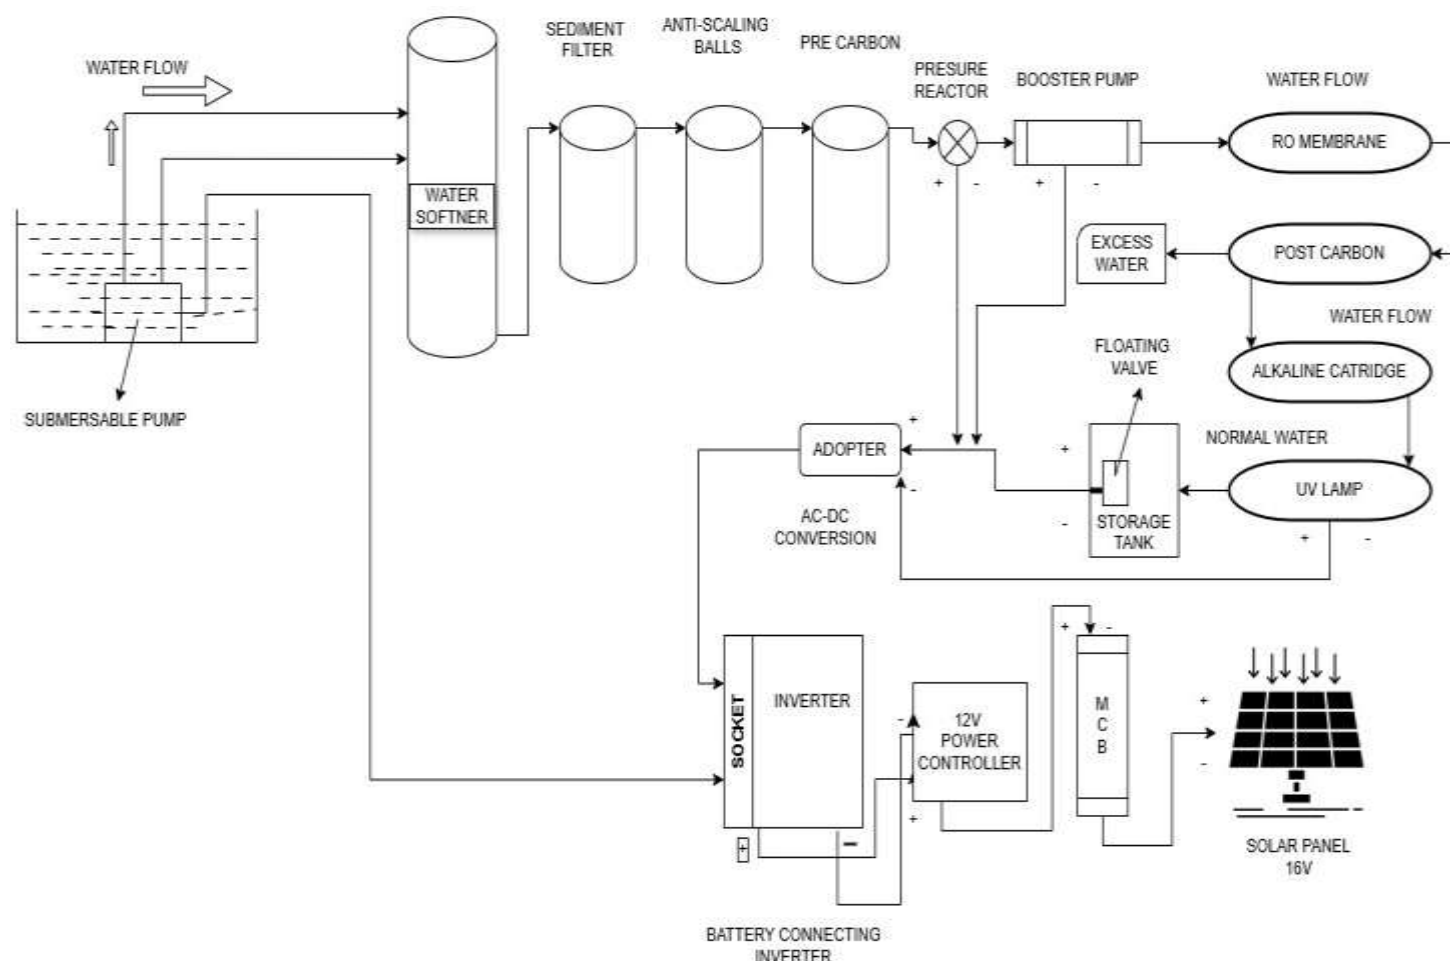 WATER FLOW
SEDIMENT
FILTER
ANTI-SCALING
BALLS
PRE CARBON
PRESURE
REACTOR
BOOSTER PUMP
WATER FLOW
RO MEMBRANE
+ -
+ -
WATER
SOFTNER
EXCESS
WATER
POST CARBON
WATER FLOW
FLOATING
VALVE
ALKALINE CATRIDGE
SUBMERSABLE PUMP
NORMAL WATER
+
ADOPTER
-
+
-
STORAGE
TANK
UV LAMP
+ -
AC-DC
CONVERSION
SOCKET
INVERTER
-
12V
POWER
CONTROLLER
+
+ -
M
C
B
+
-
+
-
SOLAR PANEL
16V
BATTERY CONNECTING
INVERTER